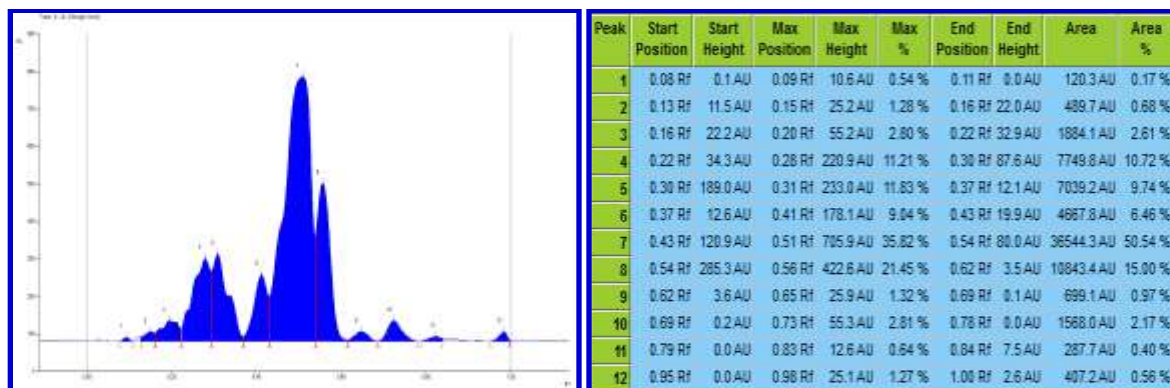 Peak Start Position Start Height Max Position Max Height Max % End Position End Height Area Area %
1 0.08 Rf 0.1 AU 0.09 Rf 10.6 AU 0.54 % 0.11 Rf 0.0 AU 120.3 AU 0.17 %
2 0.13 Rf 11.5 AU 0.15 Rf 25.2 AU 1.28 % 0.16 Rf 22.0 AU 489.7 AU 0.68 %
3 0.16 Rf 22.2 AU 0.20 Rf 55.2 AU 2.80 % 0.22 Rf 32.9 AU 1884.1 AU 2.61 %
4 0.22 Rf 34.3 AU 0.28 Rf 220.9 AU 11.21 % 0.30 Rf 87.6 AU 7749.8 AU 10.72 %
5 0.30 Rf 189.0 AU 0.31 Rf 233.0 AU 11.83 % 0.37 Rf 12.1 AU 7039.2 AU 9.74 %
6 0.37 Rf 12.6 AU 0.41 Rf 178.1 AU 9.04 % 0.43 Rf 19.9 AU 4667.8 AU 6.46 %
7 0.43 Rf 120.9 AU 0.51 Rf 705.9 AU 35.82 % 0.54 Rf 80.0 AU 36544.3 AU 50.54 %
8 0.54 Rf 285.3 AU 0.56 Rf 422.6 AU 21.45 % 0.62 Rf 3.5 AU 10843.4 AU 15.00 %
9 0.62 Rf 3.6 AU 0.65 Rf 25.9 AU 1.32 % 0.69 Rf 0.1 AU 699.1 AU 0.97 %
10 0.69 Rf 0.2 AU 0.73 Rf 55.3 AU 2.81 % 0.78 Rf 0.0 AU 1568.0 AU 2.17 %
11 0.79 Rf 0.0 AU 0.83 Rf 12.6 AU 0.64 % 0.84 Rf 7.5 AU 287.7 AU 0.40 %
12 0.95 Rf 0.0 AU 0.98 Rf 25.1 AU 1.27 % 1.00 Rf 2.6 AU 407.2 AU 0.56 %